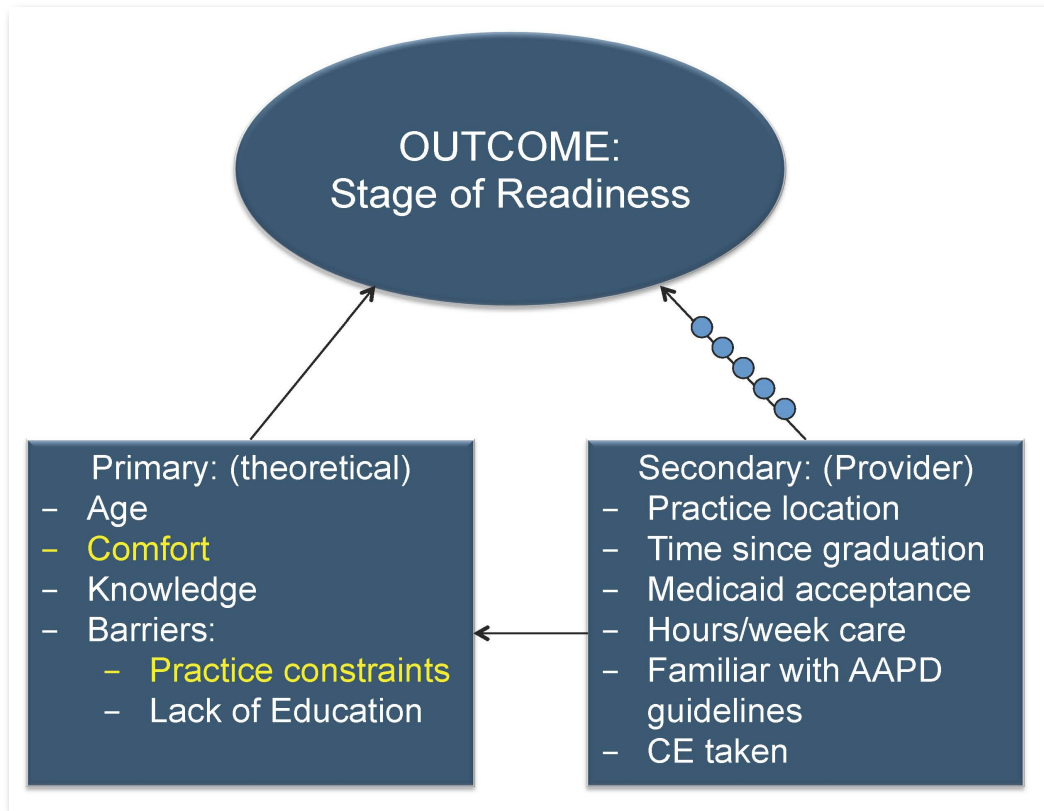 OUTCOME:
Stage of Readiness
Primary: (theoretical)
– Age
– Comfort
– Knowledge
– Barriers:
– Practice constraints
– Lack of Education
Secondary: (Provider)
– Practice location
– Time since graduation
– Medicaid acceptance
– Hours/week care
– Familiar with AAPD
guidelines
– CE taken